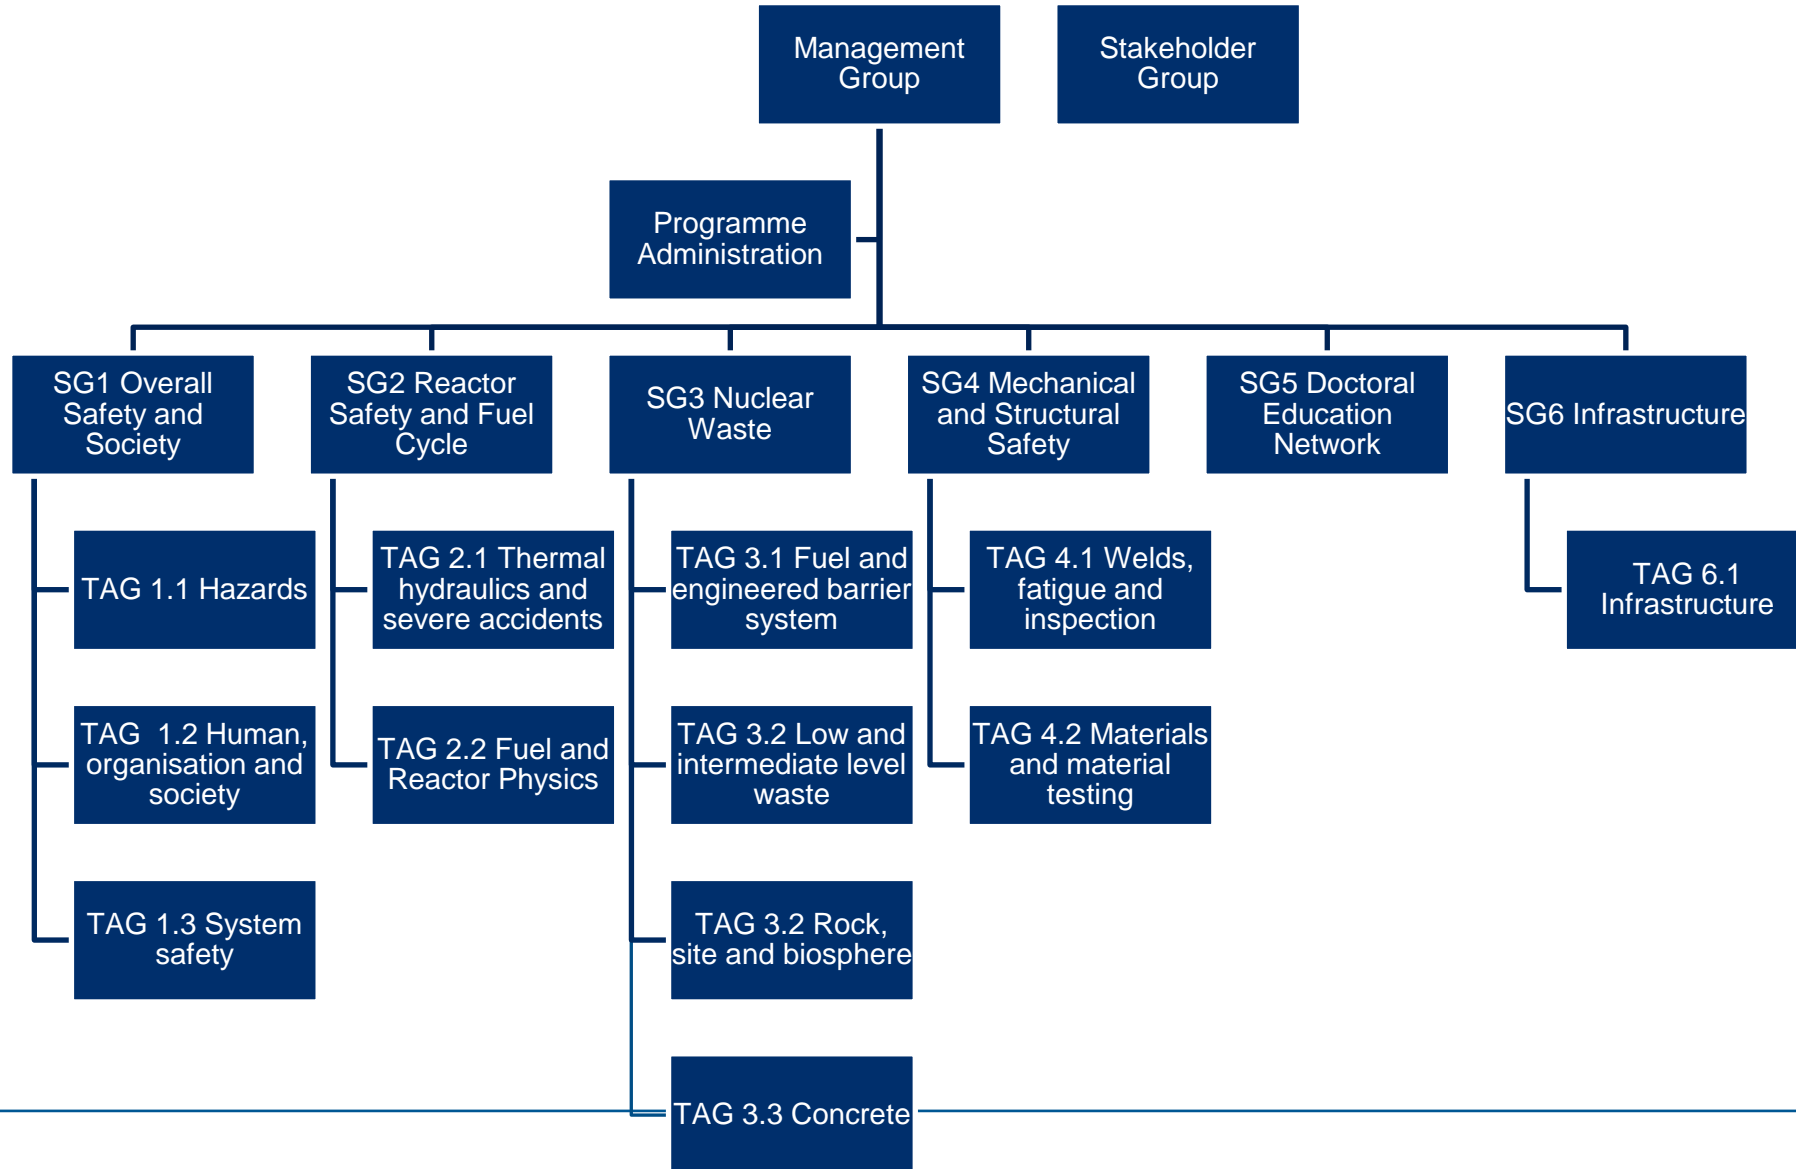 Management
Group
Stakeholder
Group
Programme
Administration
SG1 Overall
Safety and
Society
SG2 Reactor
Safety and Fuel
Cycle
SG3 Nuclear
Waste
SG4 Mechanical
and Structural
Safety
SG5 Doctoral
Education
Network
SG6 Infrastructure
TAG 1.1 Hazards
TAG 2.1 Thermal
hydraulics and
severe accidents
TAG 3.1 Fuel and
engineered barrier
system
TAG 4.1 Welds,
fatigue and
inspection
TAG 6.1
Infrastructure
TAG  1.2 Human,
organisation and
society
TAG 2.2 Fuel and
Reactor Physics
TAG 3.2 Low and
intermediate level
waste
TAG 4.2 Materials
and material
testing
TAG 1.3 System
safety
TAG 3.2 Rock,
site and biosphere
TAG 3.3 Concrete